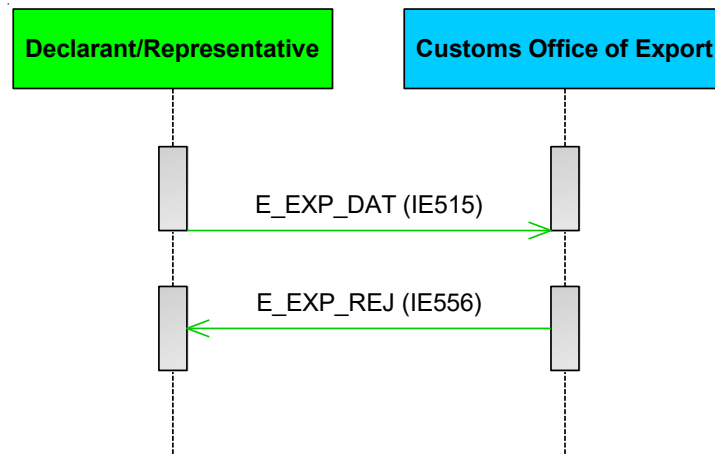 Declarant/Representative
Customs Office of Export
E_EXP_DAT (IE515)
E_EXP_REJ (IE556)